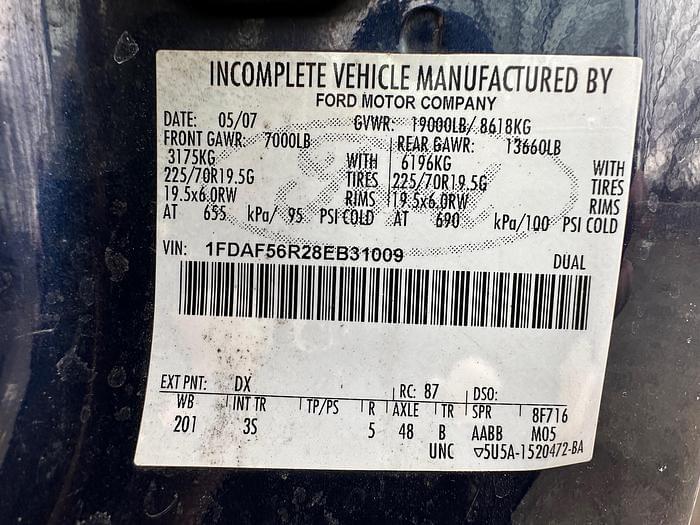 INCOMPLETE VEHICLE MANUFACTURED BY
FORD MOTOR COMPANY
DATE: 05/07 GVWR: 19000LB/ 8618KG
FRONT GAWR: 7000LB REAR GAWR: 13660LB
3175KG WITH 6196KG WITH
225/70R19.5G TIRES 225/70R19.5G TIRES
19.5x6.0RW RIMS 19.5x6.0RW RIMS
AT 655 kPa/ 95 PSI COLD AT 690 kPa/100 PSI COLD
VIN: 1FDAF56R28EB31009 DUAL
EXT PNT: DX RC: 87 DSO:
WB INT TR TP/PS R AXLE TR SPR 8F716
201 3S 5 48 B AABB M05
UNC ▽5U5A-1520472-BA